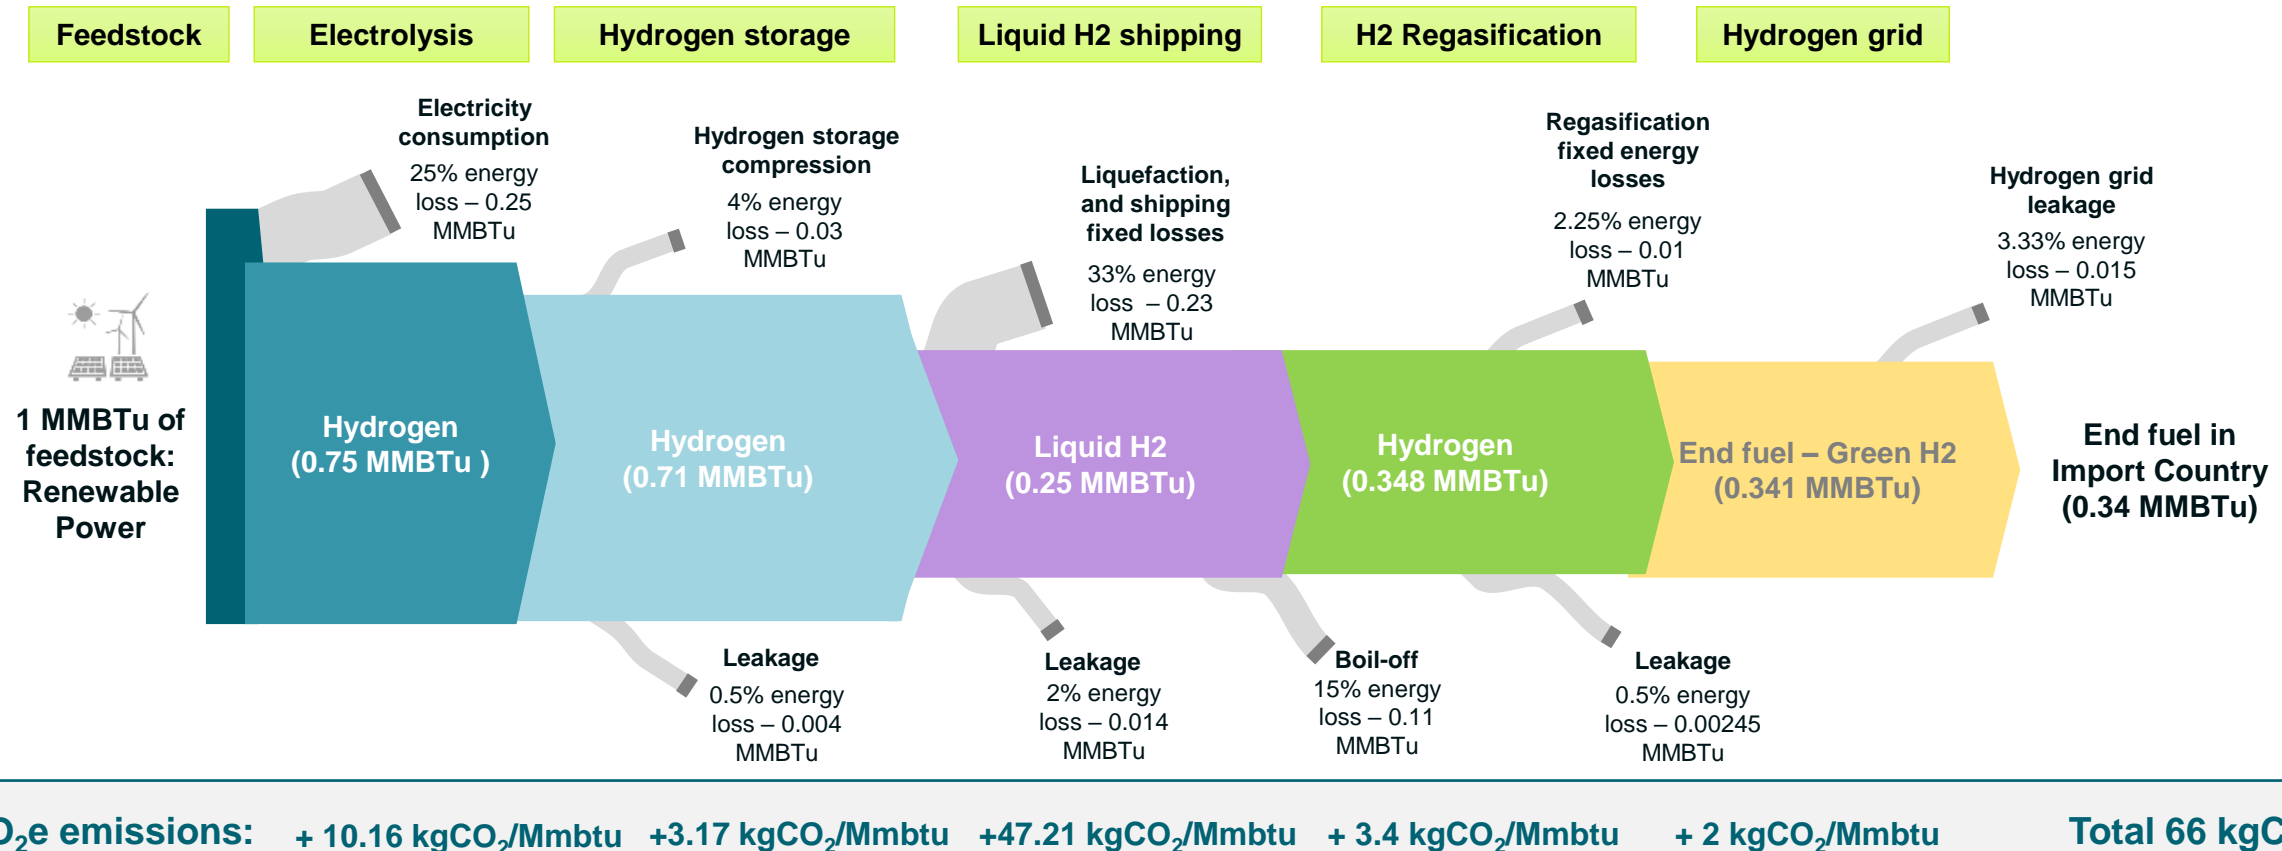 Feedstock
Electrolysis
Hydrogen storage
Liquid H2 shipping
H2 Regasification
Hydrogen grid
Electricity
consumption
25% energy
loss – 0.25
MMBTu
Hydrogen storage
compression
4% energy
loss – 0.03
MMBTu
Liquefaction,
and shipping
fixed losses
33% energy
loss – 0.23
MMBTu
Regasification
fixed energy
losses
2.25% energy
loss – 0.01
MMBTu
Hydrogen grid
leakage
3.33% energy
loss – 0.015
MMBTu
1 MMBTu of
feedstock:
Renewable
Power
Hydrogen
(0.75 MMBTu )
Hydrogen
(0.71 MMBTu)
Liquid H2
(0.25 MMBTu)
Hydrogen
(0.348 MMBTu)
End fuel – Green H2
(0.341 MMBTu)
End fuel in
Import Country
(0.34 MMBTu)
Leakage
0.5% energy
loss – 0.004
MMBTu
Leakage
2% energy
loss – 0.014
MMBTu
Boil-off
15% energy
loss – 0.11
MMBTu
Leakage
0.5% energy
loss – 0.00245
MMBTu
O₂e emissions:
+ 10.16 kgCO₂/Mmbtu
+3.17 kgCO₂/Mmbtu
+47.21 kgCO₂/Mmbtu
+ 3.4 kgCO₂/Mmbtu
+ 2 kgCO₂/Mmbtu
Total 66 kgC